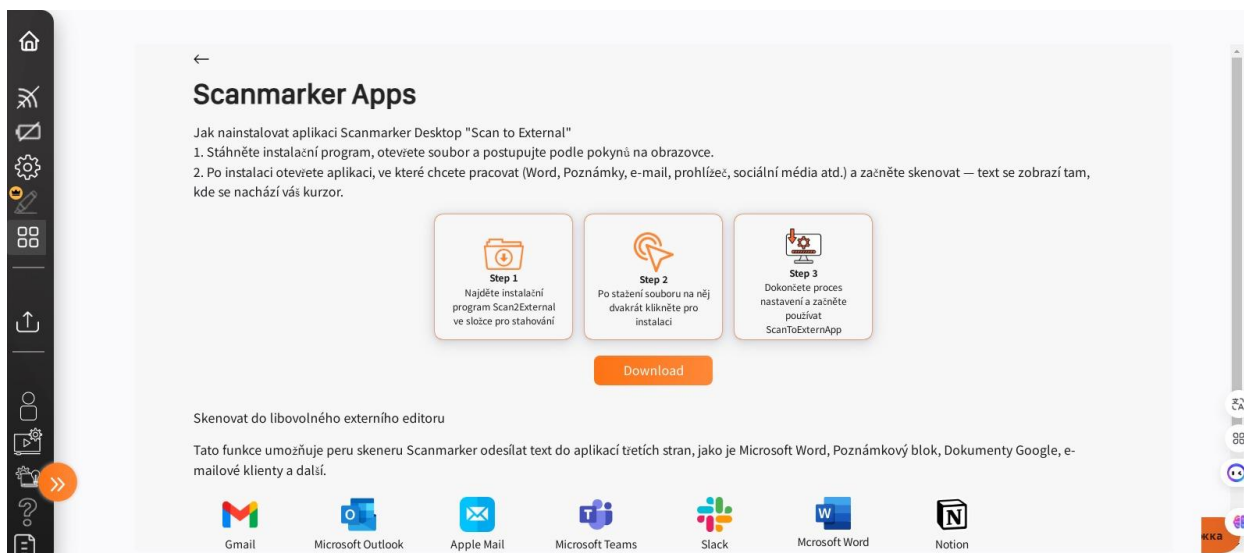 Scanmarker Apps
Jak nainstalovat aplikaci Scanmarker Desktop "Scan to External"
1. Stáhněte instalační program, otevřete soubor a postupujte podle pokynů na obrazovce.
2. Po instalaci otevřete aplikaci, ve které chcete pracovat (Word, Poznámky, e-mail, prohlížeč, sociální média atd.) a začněte skenovat — text se zobrazí tam,
kde se nachází váš kurzor.
Step 1
Najděte instalační
program Scan2External
ve složce pro stahování
Step 2
Po stažení souboru na něj
dvakrát klikněte pro
instalaci
Step 3
Dokončete proces
nastavení a začněte
používat
ScanToExternApp
Download
Skenovat do libovolného externího editoru
Tato funkce umožňuje peru skeneru Scanmarker odesílat text do aplikací třetích stran, jako je Microsoft Word, Poznámkový blok, Dokumenty Google, e-
mailové klienty a další.
Gmail
Microsoft Outlook
Apple Mail
Microsoft Teams
Slack
Mcrosoft Word
Notion